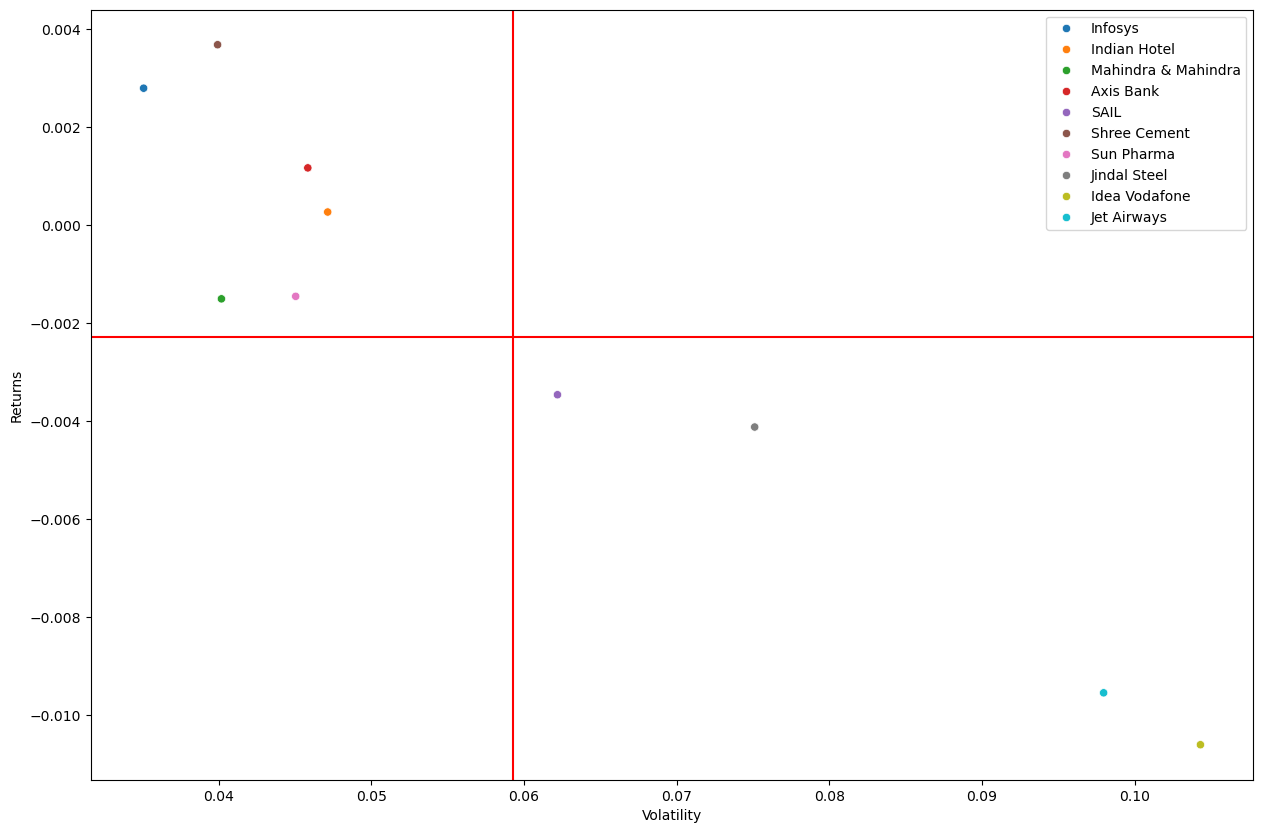 0.004
0.002
0.000
−0.002
−0.004
−0.006
−0.008
−0.010
Returns
0.04 0.05 0.06 0.07 0.08 0.09 0.10
Volatility
Infosys
Indian Hotel
Mahindra & Mahindra
Axis Bank
SAIL
Shree Cement
Sun Pharma
Jindal Steel
Idea Vodafone
Jet Airways